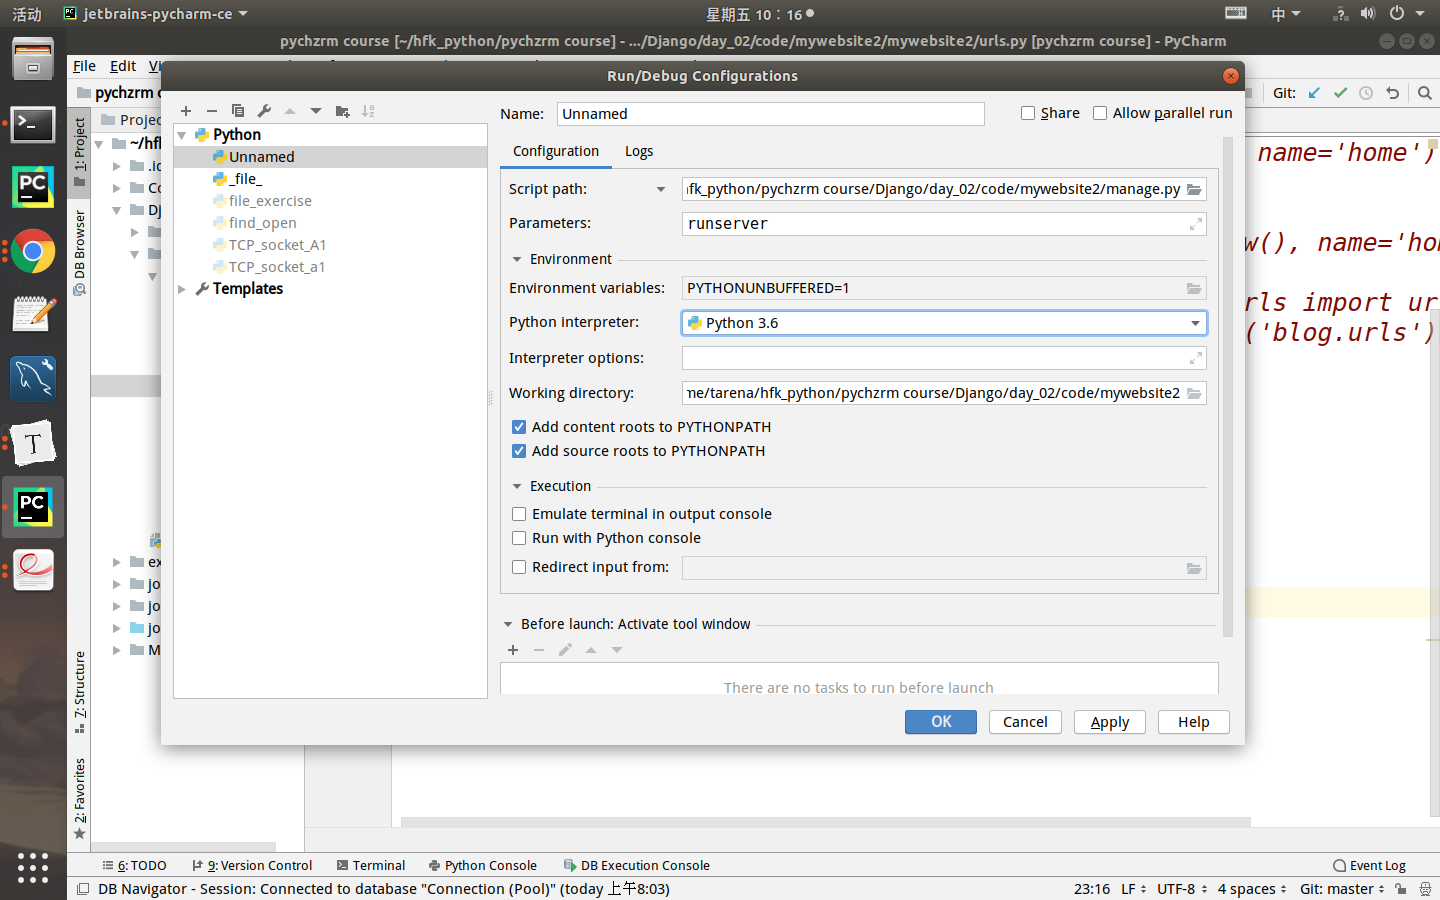 活动 jetbrains-pycharm-ce 星期五 10：16 中
pychzrm course [~/hfk_python/pychzrm course] - .../Django/day_02/code/mywebsite2/mywebsite2/urls.py [pychzrm course] - PyCharm
File Edit Vi
Run/Debug Configurations
pychzrm c Git:
Name: Unnamed Share Allow parallel run
1: Project
Projec
~/hf
.ic
Co
Dj
ex
jo
jo
jo
M
DB Browser
7: Structure
2: Favorites
Python
Unnamed
_file_
file_exercise
find_open
TCP_socket_A1
TCP_socket_a1
Templates
Configuration Logs
Script path: fk_python/pychzrm course/Django/day_02/code/mywebsite2/manage.py
Parameters: runserver
Environment
Environment variables: PYTHONUNBUFFERED=1
Python interpreter: Python 3.6
Interpreter options:
Working directory: me/tarena/hfk_python/pychzrm course/Django/day_02/code/mywebsite2
Add content roots to PYTHONPATH
Add source roots to PYTHONPATH
Execution
Emulate terminal in output console
Run with Python console
Redirect input from:
Before launch: Activate tool window
There are no tasks to run before launch
OK Cancel Apply Help
name='home')
w(), name='hom
rls import ur
('blog.urls')
6: TODO 9: Version Control Terminal Python Console DB Execution Console Event Log
DB Navigator - Session: Connected to database "Connection (Pool)" (today 上午8:03) 23:16 LF UTF-8 4 spaces Git: master